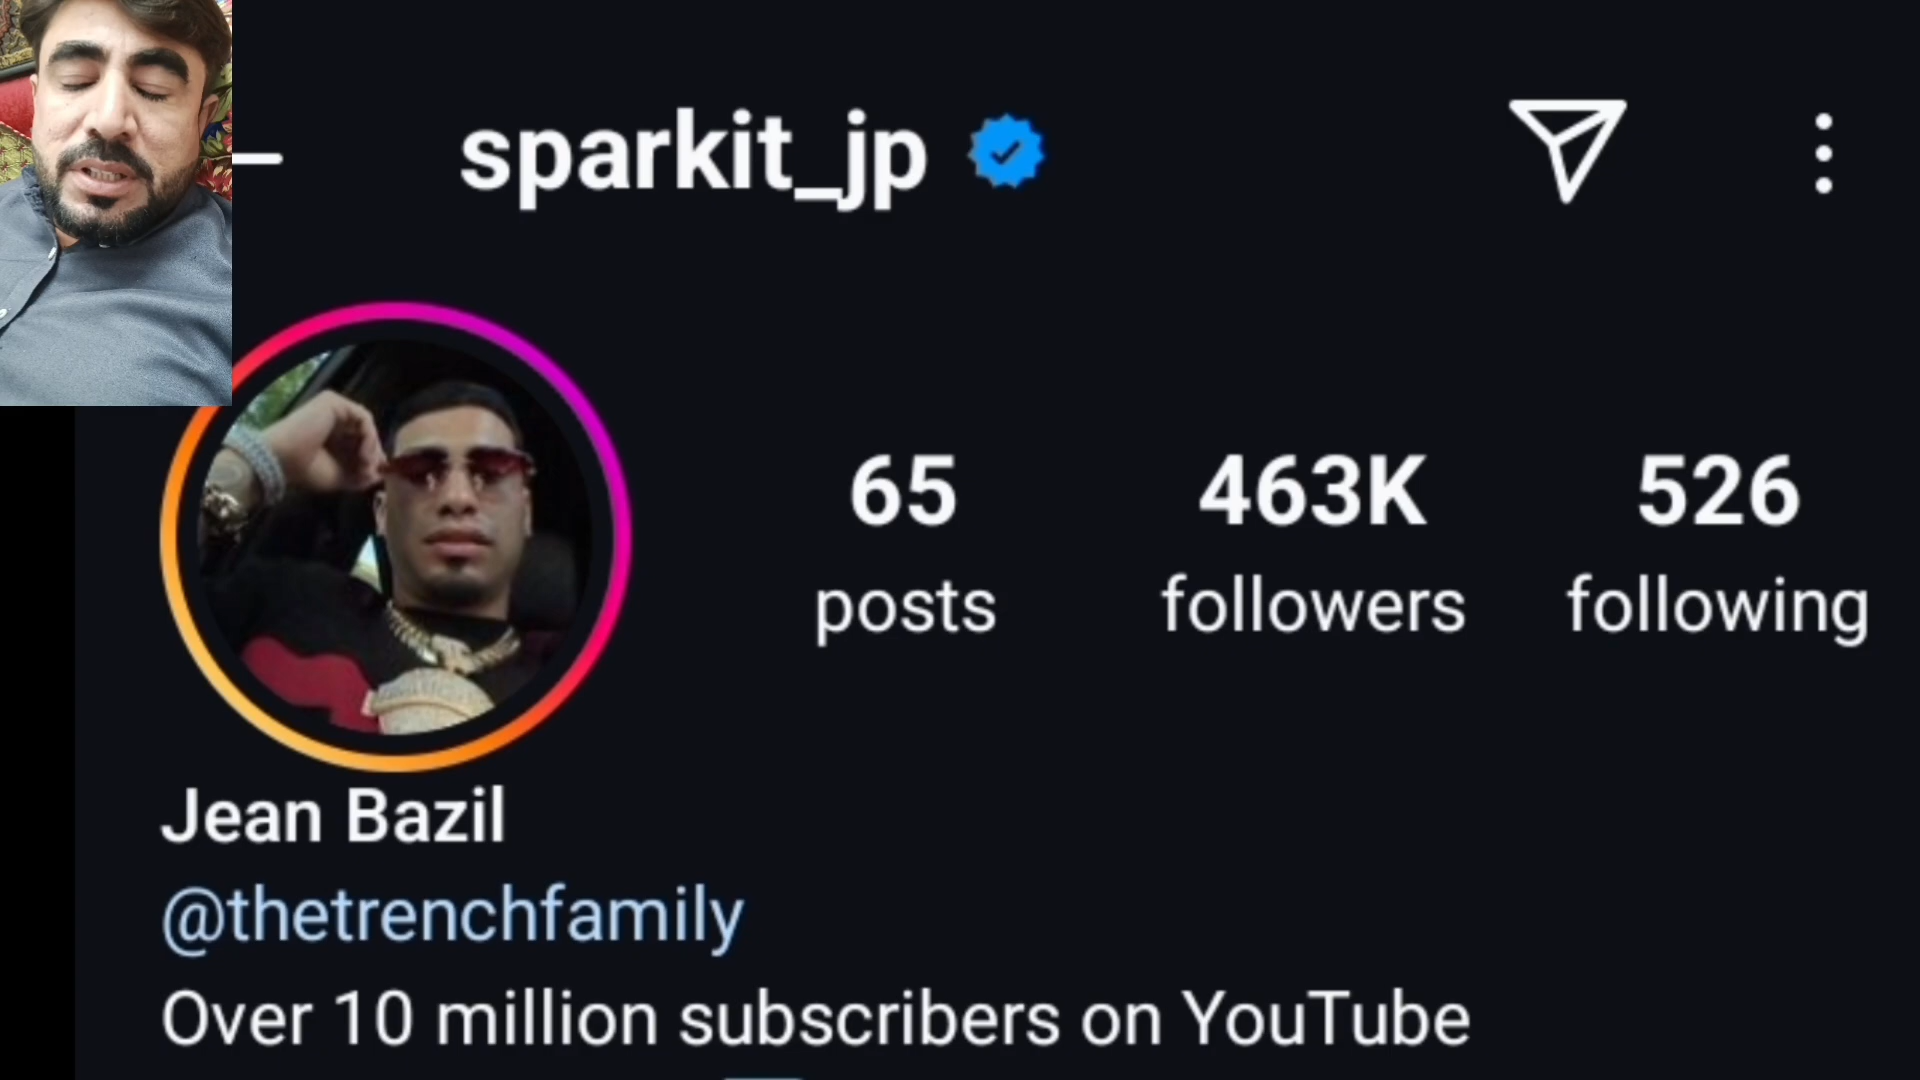 sparkit_jp
65 463K 526
posts followers following
Jean Bazil
@thetrenchfamily
Over 10 million subscribers on YouTube